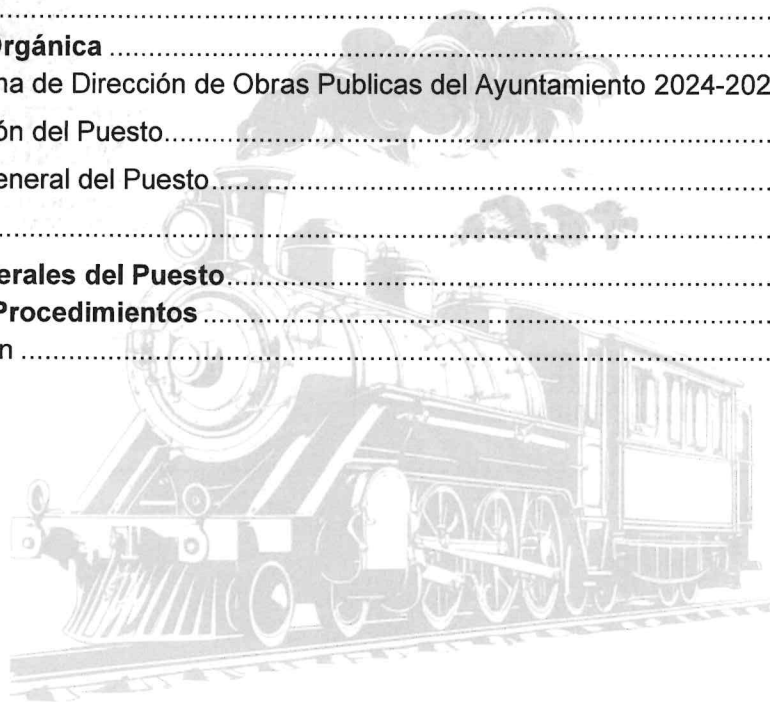 Orgánica
na de Dirección de Obras Publicas del Ayuntamiento 2024-202
ón del Puesto
eneral del Puesto
erales del Puesto
Procedimientos
n